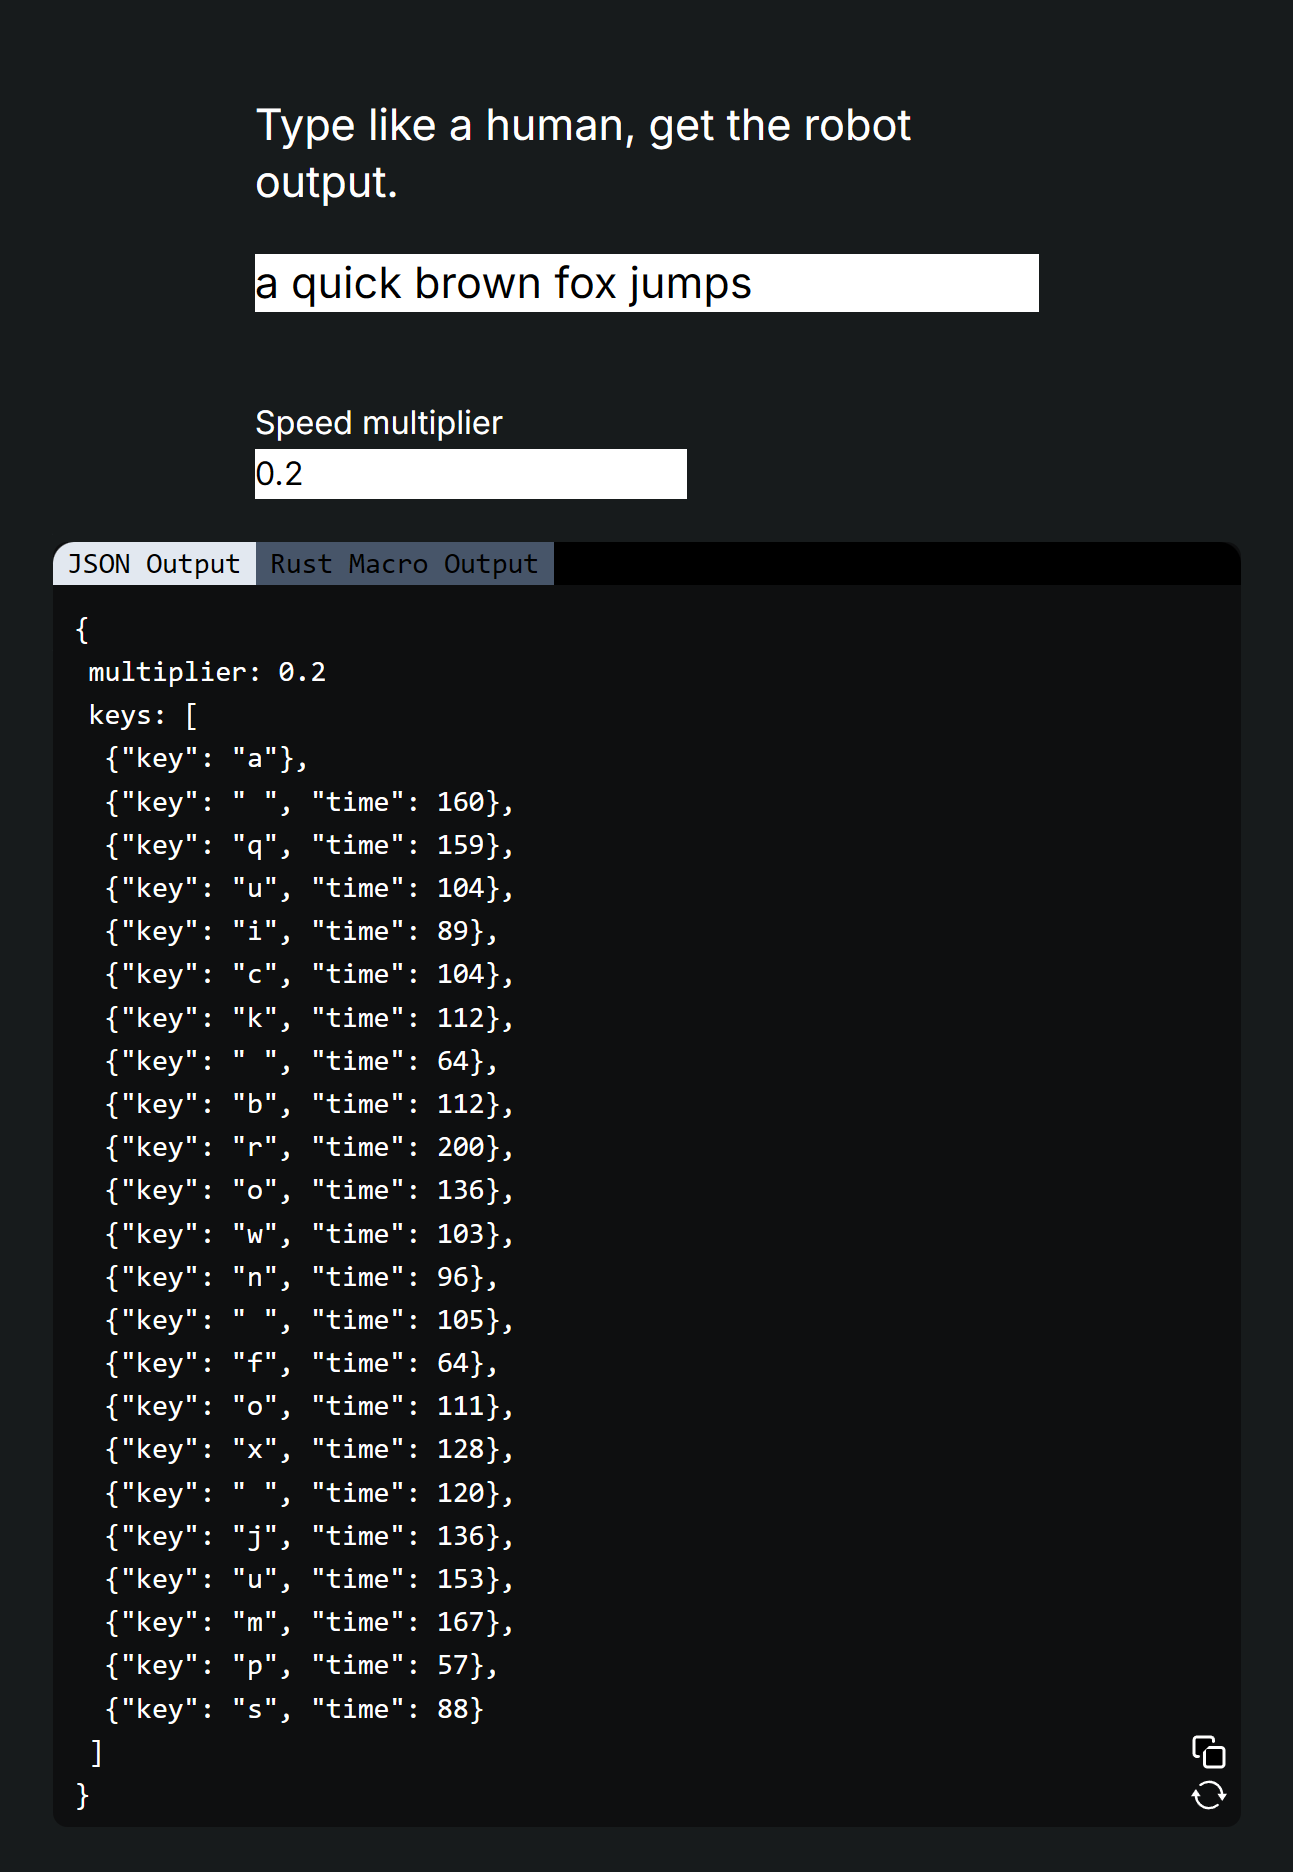 Type like a human, get the robot
output.
a quick brown fox jumps
Speed multiplier
0.2
JSON Output Rust Macro Output
{
multiplier: 0.2
keys: [
{"key": "a"},
{"key": " ", "time": 160},
{"key": "q", "time": 159},
{"key": "u", "time": 104},
{"key": "i", "time": 89},
{"key": "c", "time": 104},
{"key": "k", "time": 112},
{"key": " ", "time": 64},
{"key": "b", "time": 112},
{"key": "r", "time": 200},
{"key": "o", "time": 136},
{"key": "w", "time": 103},
{"key": "n", "time": 96},
{"key": " ", "time": 105},
{"key": "f", "time": 64},
{"key": "o", "time": 111},
{"key": "x", "time": 128},
{"key": " ", "time": 120},
{"key": "j", "time": 136},
{"key": "u", "time": 153},
{"key": "m", "time": 167},
{"key": "p", "time": 57},
{"key": "s", "time": 88}
]
}